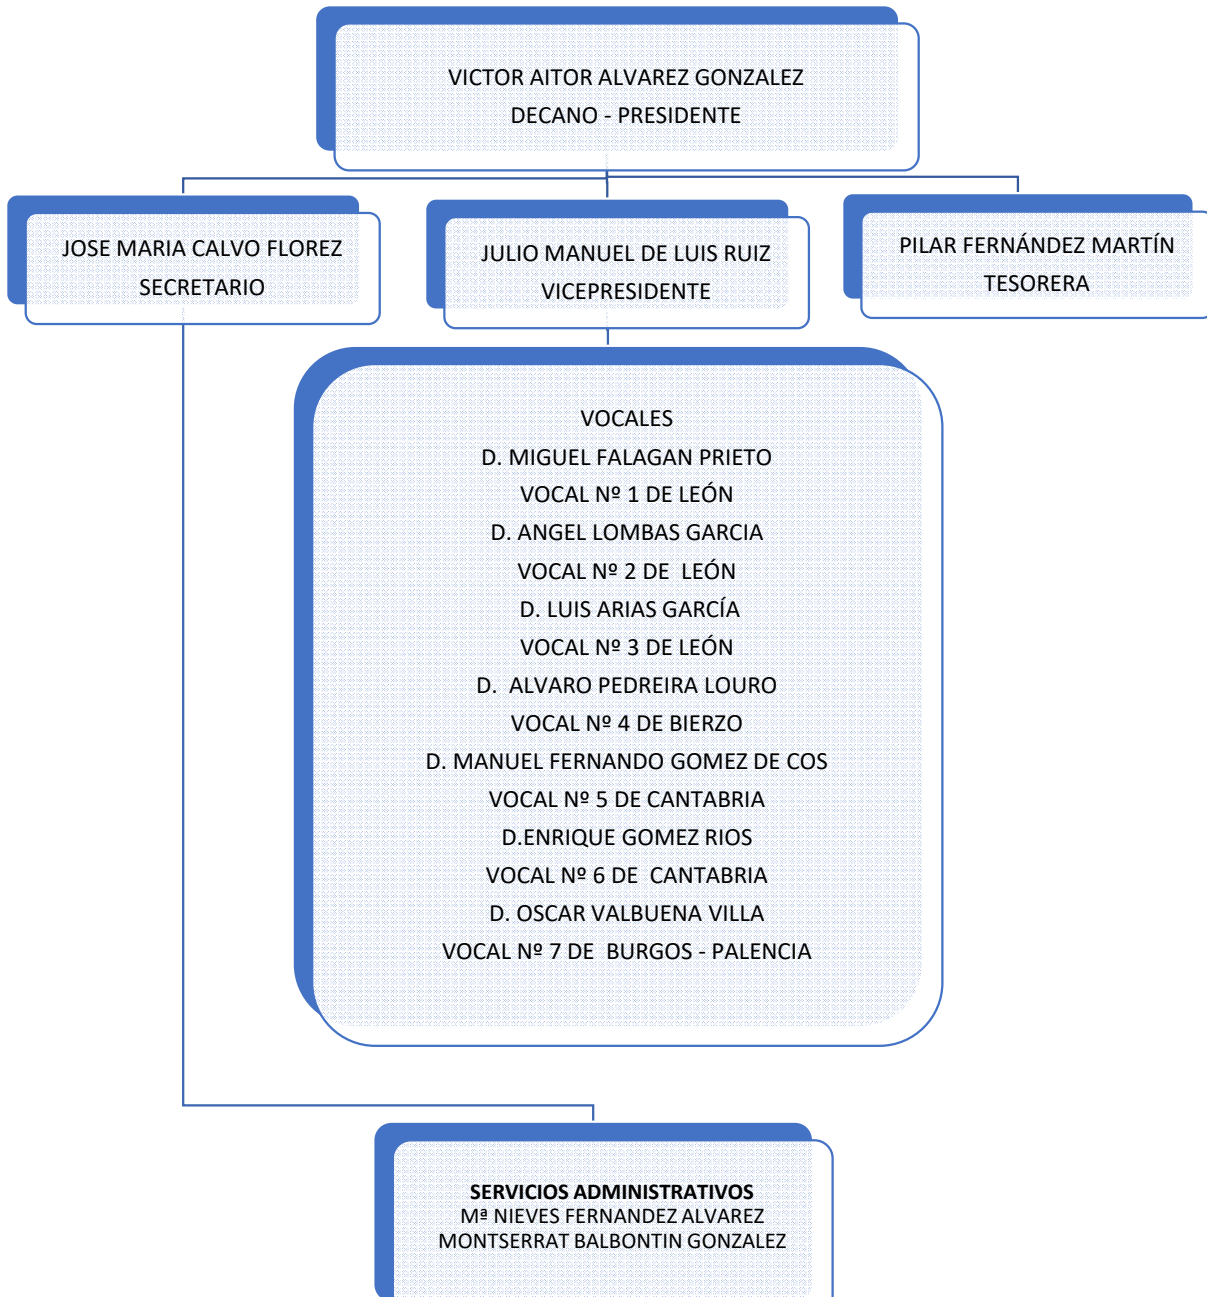 VICTOR AITOR ALVAREZ GONZALEZ
DECANO - PRESIDENTE
JOSE MARIA CALVO FLOREZ
SECRETARIO
JULIO MANUEL DE LUIS RUIZ
VICEPRESIDENTE
PILAR FERNÁNDEZ MARTÍN
TESORERA
VOCALES
D. MIGUEL FALAGAN PRIETO
VOCAL Nº 1 DE LEÓN
D. ANGEL LOMBAS GARCIA
VOCAL Nº 2 DE  LEÓN
D. LUIS ARIAS GARCÍA
VOCAL Nº 3 DE LEÓN
D.  ALVARO PEDREIRA LOURO
VOCAL Nº 4 DE BIERZO
D. MANUEL FERNANDO GOMEZ DE COS
VOCAL Nº 5 DE CANTABRIA
D.ENRIQUE GOMEZ RIOS
VOCAL Nº 6 DE  CANTABRIA
D. OSCAR VALBUENA VILLA
VOCAL Nº 7 DE  BURGOS - PALENCIA
SERVICIOS ADMINISTRATIVOS
Mª NIEVES FERNANDEZ ALVAREZ
MONTSERRAT BALBONTIN GONZALEZ